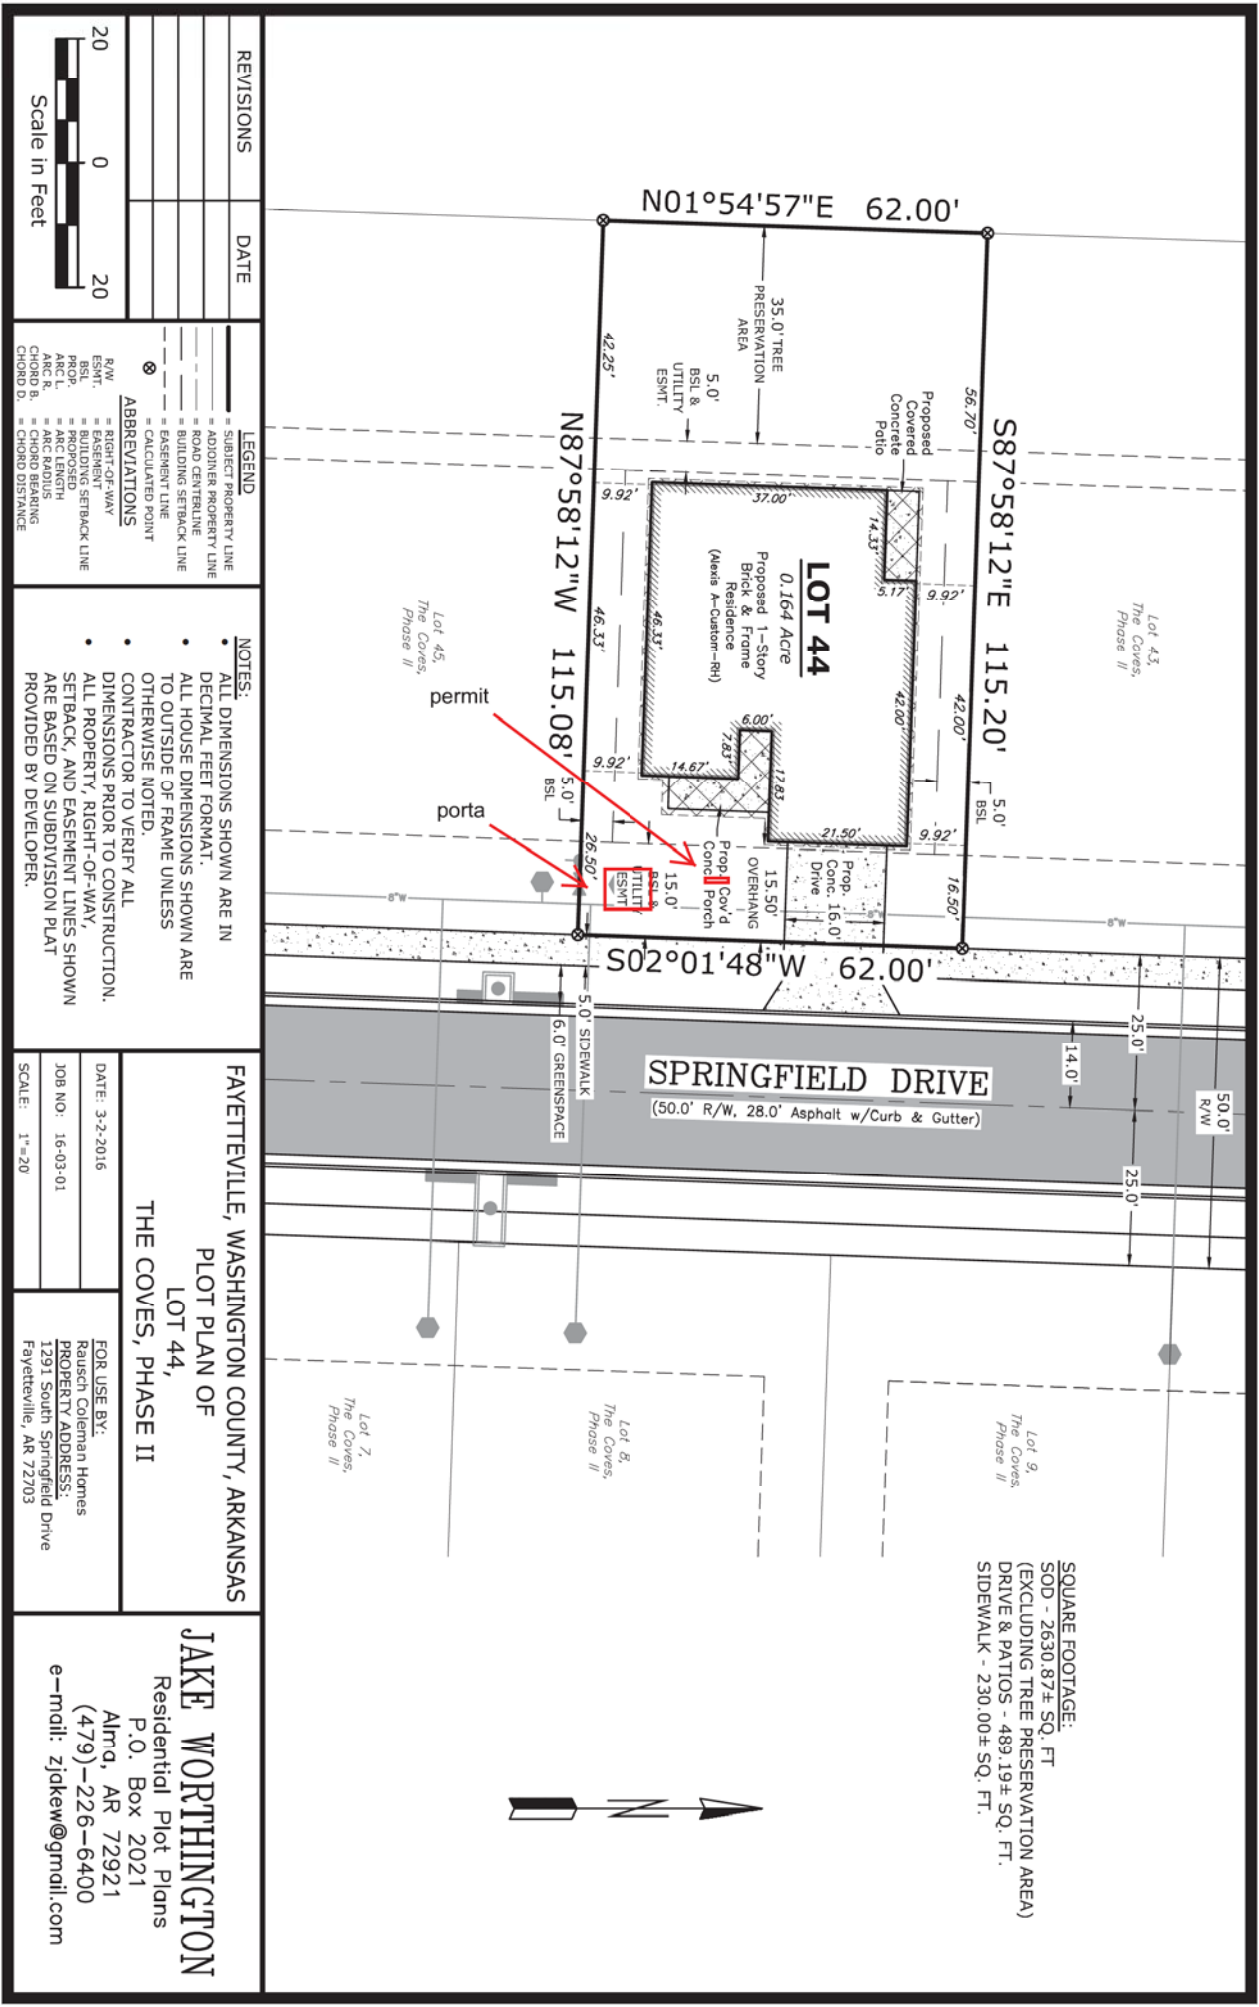 N01°54'57"E 62.00'
S87°58'12"E 115.20'
N87°58'12"W 115.08'
S02°01'48"W 62.00'
35.0' TREE
PRESERVATION
AREA
5.0'
BSL &
UTILITY
ESMT.
Proposed
Covered
Concrete
Patio
42.25'
56.70'
9.92'
37.00'
14.33'
5.17'
9.92'
LOT 44
0.164 Acre
Proposed 1-Story
Brick & Frame
Residence
(Alexis A-Custom-RH)
46.33'
46.33'
42.00'
42.00'
6.00'
7.83'
14.67'
17.83
9.92'
21.50'
9.92'
5.0'
BSL
5.0'
BSL
26.50'
16.50'
15.0'
BSL &
UTILITY
ESMT
Prop. Cov'd
Conc. Porch
15.50'
OVERHANG
Prop.
Conc. 16.0'
Drive
permit
porta
8"W
8"W
8"W
Lot 43,
The Coves,
Phase II
Lot 45,
The Coves,
Phase II
5.0' SIDEWALK
6.0' GREENSPACE
SPRINGFIELD DRIVE
(50.0' R/W, 28.0' Asphalt w/Curb & Gutter)
14.0'
25.0'
25.0'
50.0'
R/W
Lot 7,
The Coves,
Phase II
Lot 8,
The Coves,
Phase II
Lot 9,
The Coves,
Phase II
SQUARE FOOTAGE:
SOD - 2630.87± SQ. FT
(EXCLUDING TREE PRESERVATION AREA)
DRIVE & PATIOS - 489.19± SQ. FT.
SIDEWALK - 230.00± SQ. FT.
N
REVISIONS
DATE
20 0 20
Scale in Feet
LEGEND
= SUBJECT PROPERTY LINE
= ADJOINER PROPERTY LINE
= ROAD CENTERLINE
= BUILDING SETBACK LINE
= EASEMENT LINE
= CALCULATED POINT
ABBREVIATIONS
R/W = RIGHT-OF-WAY
ESMT. = EASEMENT
BSL = BUILDING SETBACK LINE
PROP. = PROPOSED
ARC L. = ARC LENGTH
ARC R. = ARC RADIUS
CHORD B. = CHORD BEARING
CHORD D. = CHORD DISTANCE
NOTES:
• ALL DIMENSIONS SHOWN ARE IN
DECIMAL FEET FORMAT.
• ALL HOUSE DIMENSIONS SHOWN ARE
TO OUTSIDE OF FRAME UNLESS
OTHERWISE NOTED.
• CONTRACTOR TO VERIFY ALL
DIMENSIONS PRIOR TO CONSTRUCTION.
• ALL PROPERTY, RIGHT-OF-WAY,
SETBACK, AND EASEMENT LINES SHOWN
ARE BASED ON SUBDIVISION PLAT
PROVIDED BY DEVELOPER.
FAYETTEVILLE, WASHINGTON COUNTY, ARKANSAS
PLOT PLAN OF
LOT 44,
THE COVES, PHASE II
DATE: 3-2-2016
JOB NO: 16-03-01
SCALE: 1"=20'
FOR USE BY:
Rausch Coleman Homes
PROPERTY ADDRESS:
1291 South Springfield Drive
Fayetteville, AR 72703
JAKE WORTHINGTON
Residential Plot Plans
P.O. Box 2021
Alma, AR 72921
(479)-226-6400
e-mail: zjakew@gmail.com